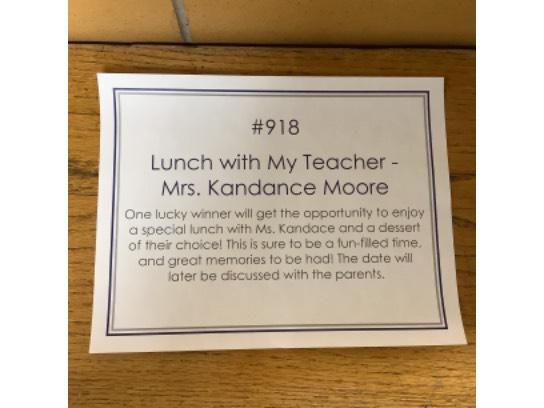 #918
Lunch with My Teacher -
Mrs. Kandance Moore
One lucky winner will get the opportunity to enjoy
a special lunch with Ms. Kandace and a dessert
of their choice! This is sure to be a fun-filled time,
and great memories to be had! The date will
later be discussed with the parents.